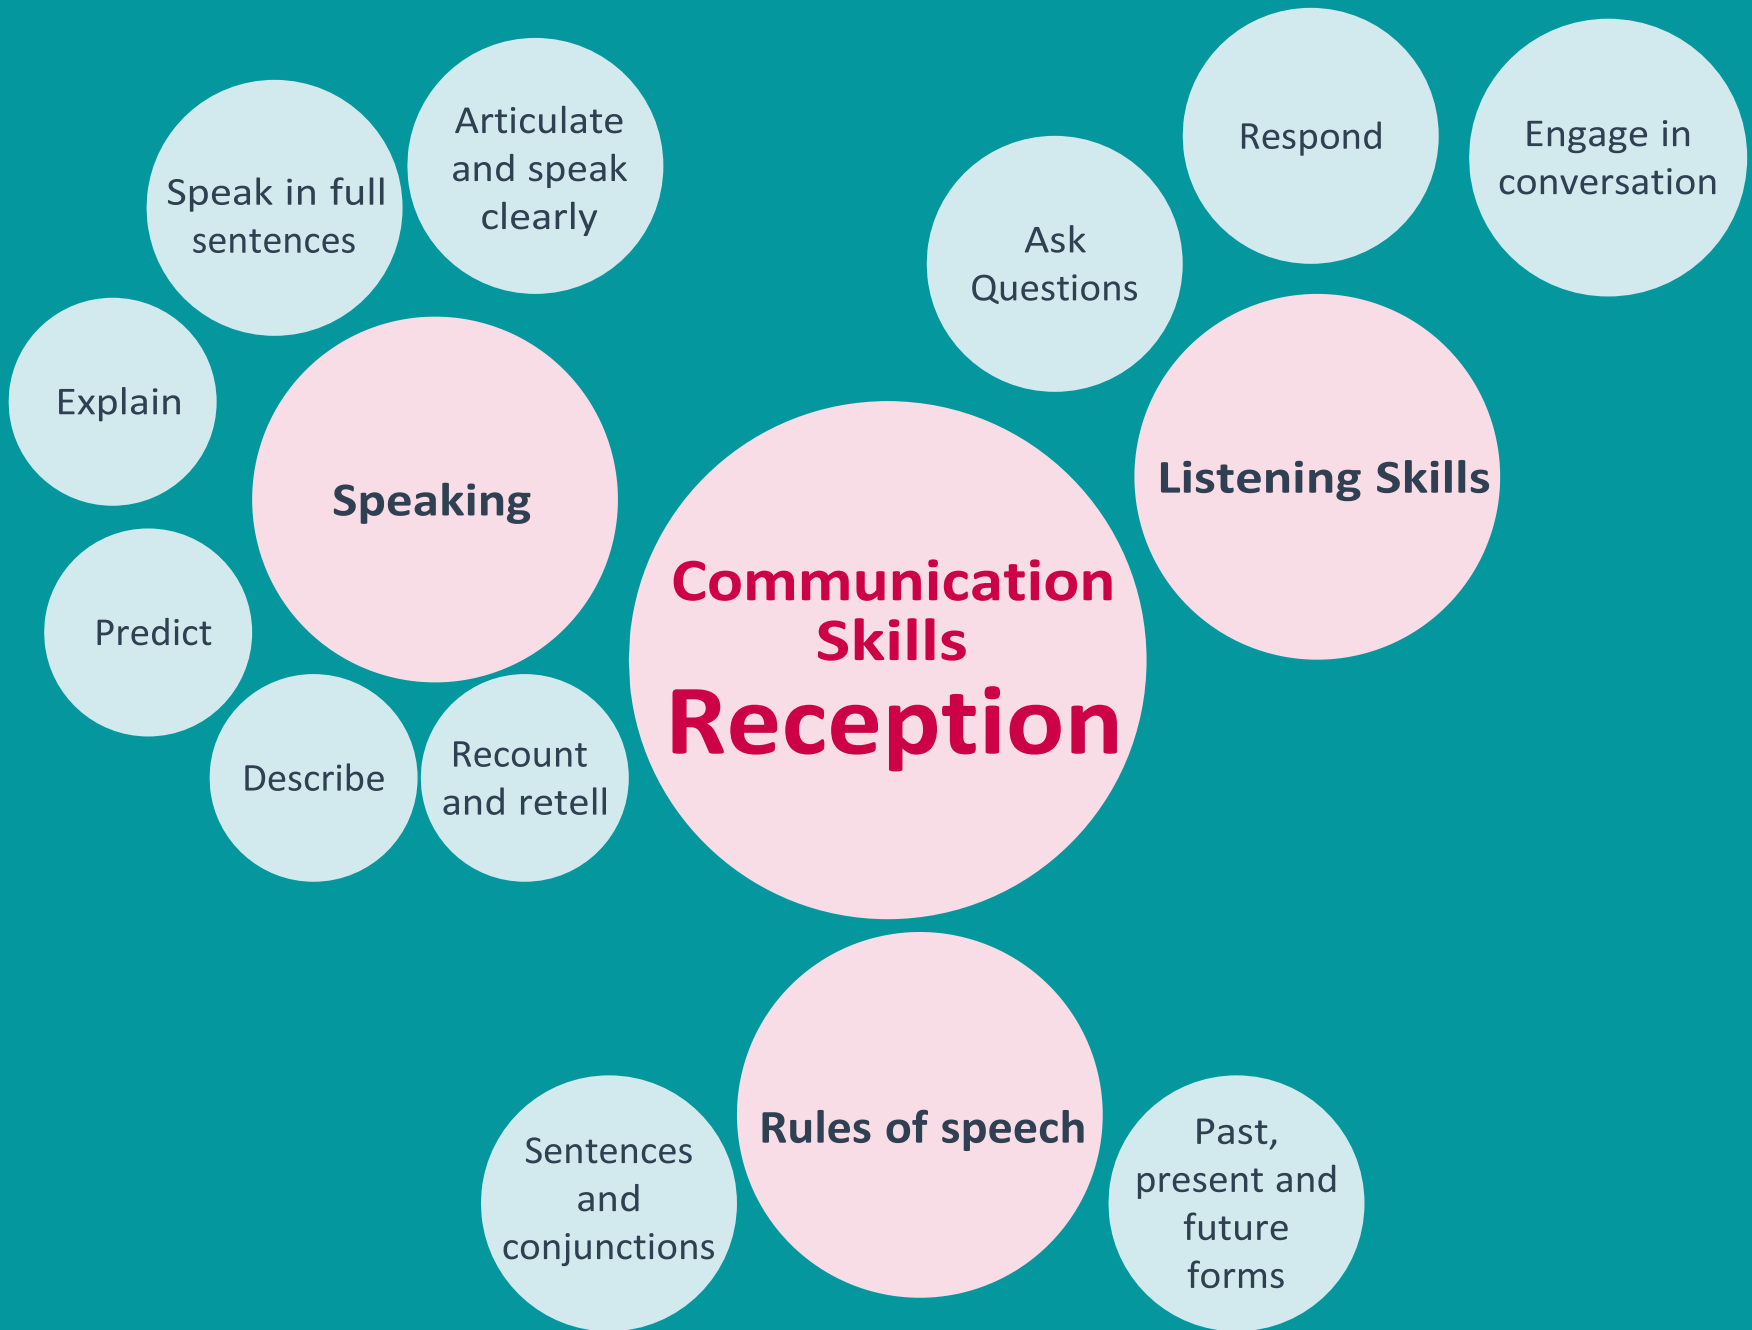 Articulate
and speak
clearly
Speak in full
sentences
Explain
Predict
Describe
Recount
and retell
Speaking
Communication
Skills
Reception
Ask
Questions
Respond
Engage in
conversation
Listening Skills
Rules of speech
Sentences
and
conjunctions
Past,
present and
future
forms